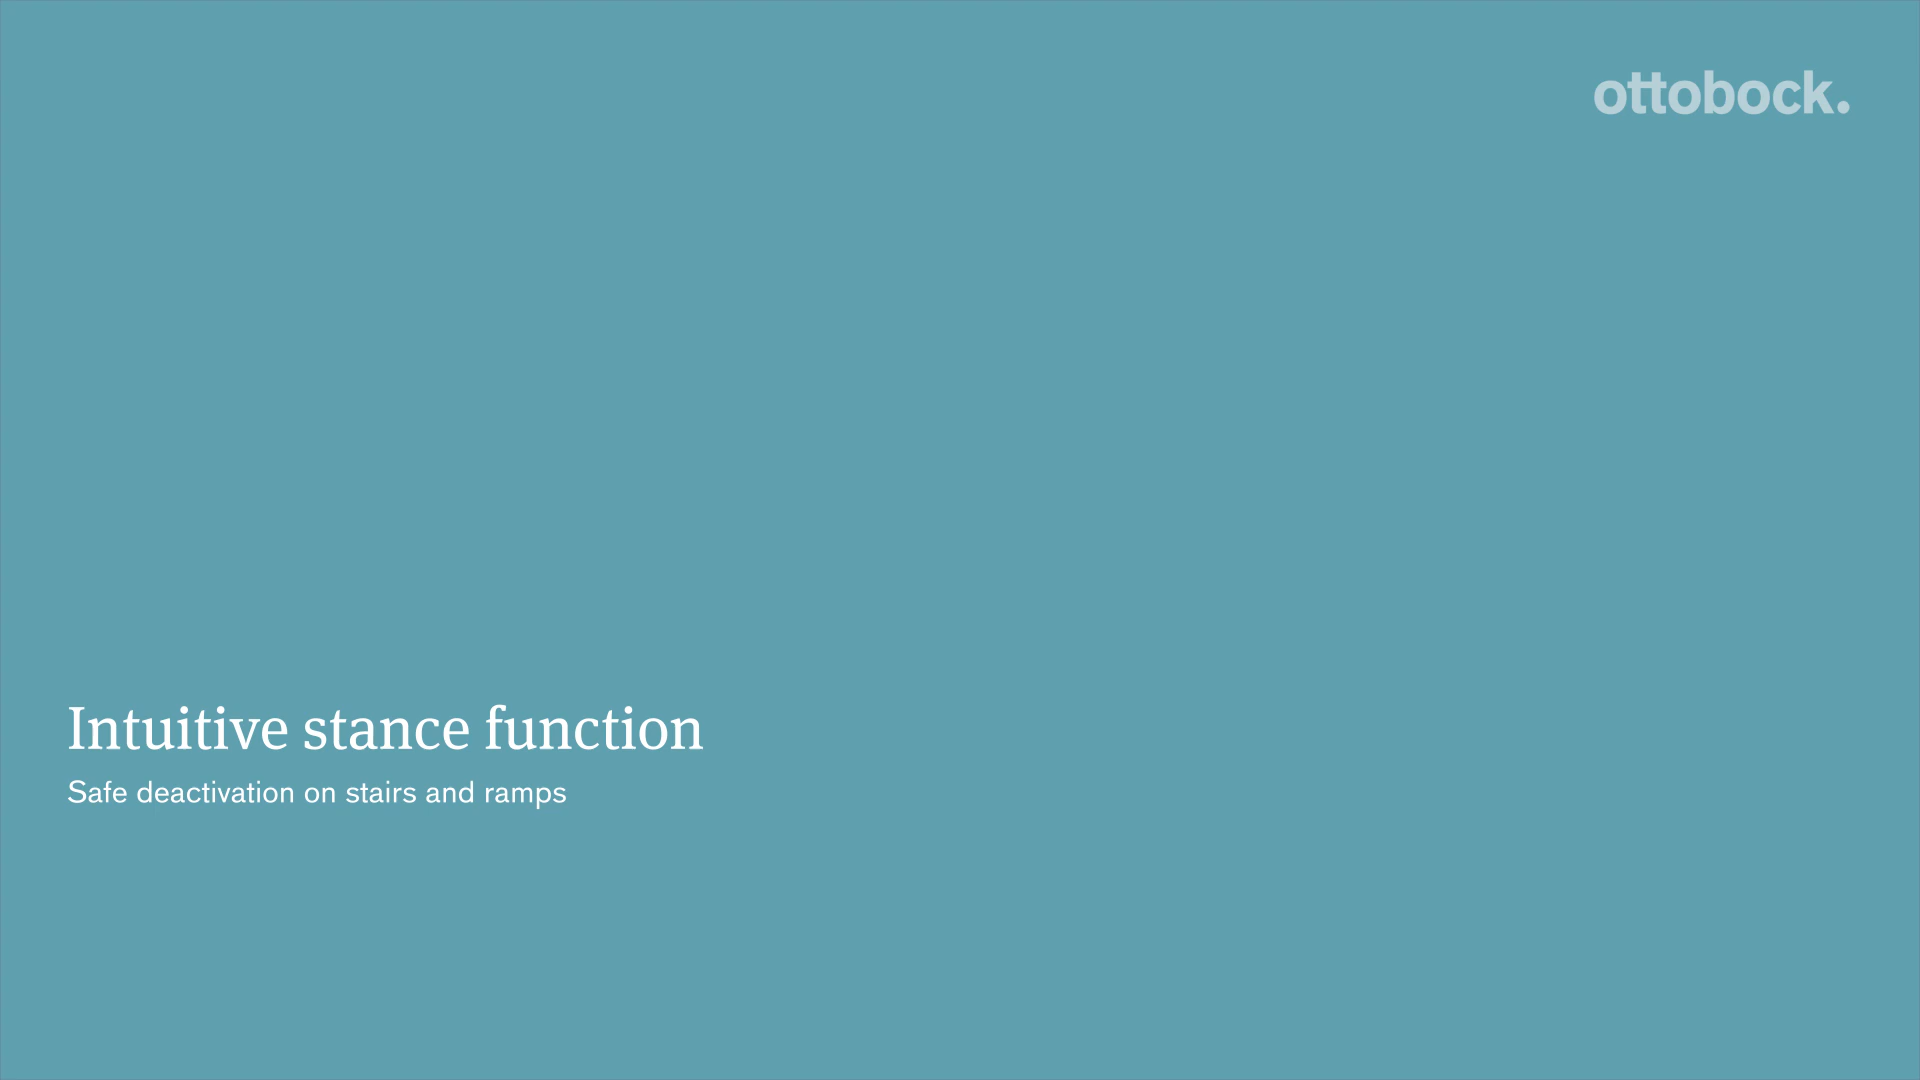 ottobock.
Intuitive stance function
Safe deactivation on stairs and ramps